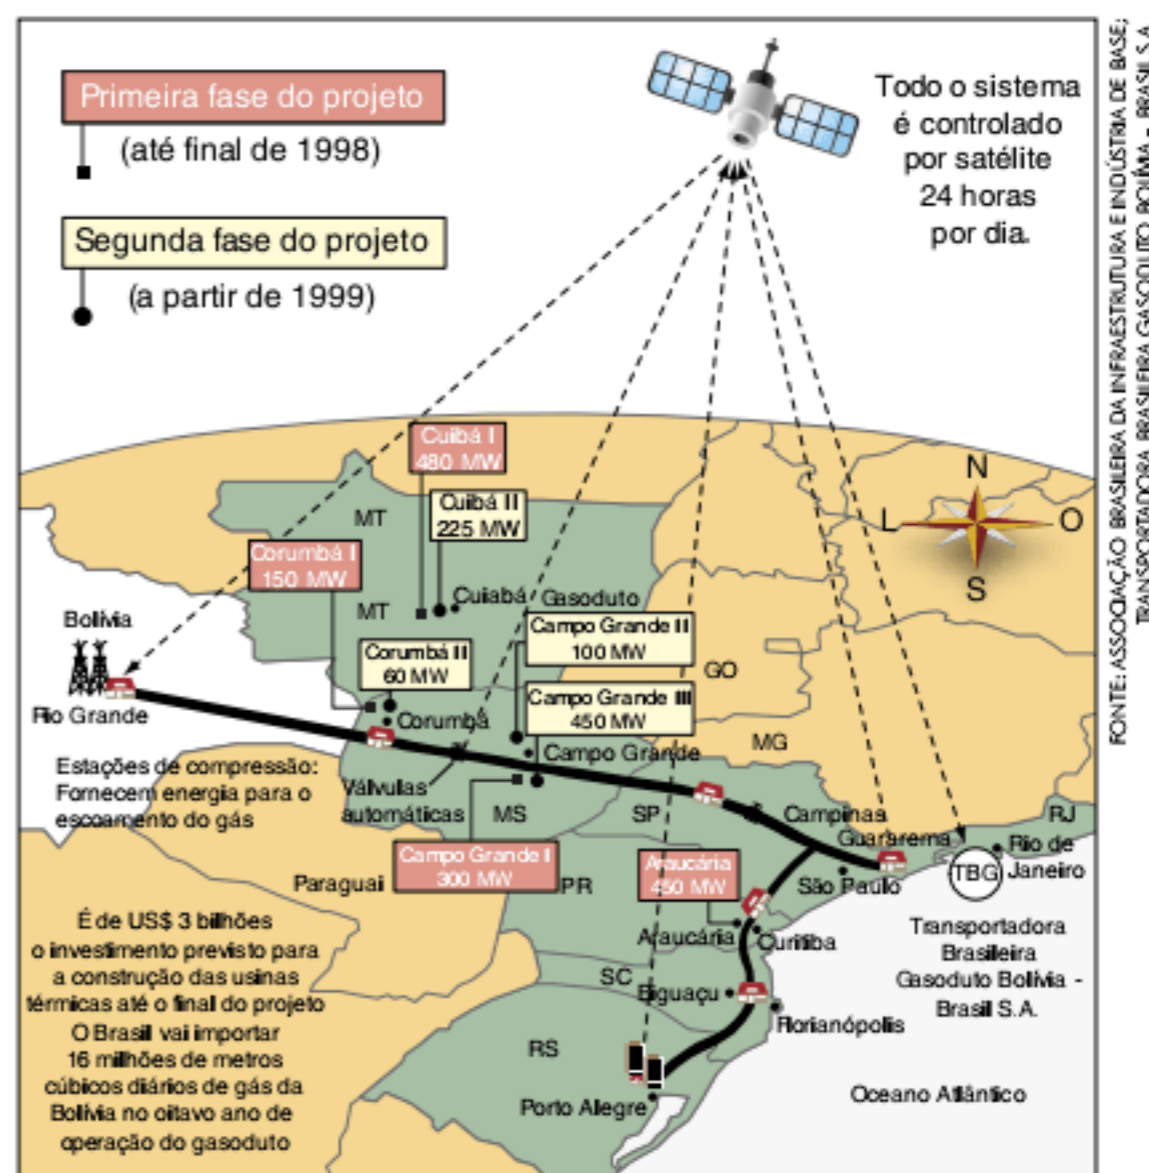 Primeira fase do projeto
(até final de 1998)
Segunda fase do projeto
(a partir de 1999)
Todo o sistema
é controlado
por satélite
24 horas
por dia.
FONTE: ASSOCIAÇÃO BRASILEIRA DA INFRAESTRUTURA E INDÚSTRIA DE BASE;
TRANSPORTADORA BRASILEIRA GASODUTO BOLÍMA - BRASIL S.A
N
L
O
S
Cuibá I
480 MW
Cuibá II
225 MW
MT
Corumbá I
150 MW
MT
Cuiabá
Gasoduto
Bolívia
Campo Grande II
100 MW
Corumbá II
60 MW
GO
Campo Grande III
450 MW
Rio Grande
Corumbá
MG
Campo Grande
Estações de compressão:
Fornecem energia para o
escoamento do gás
Válvulas
automáticas
MS
SP
Campinas
RJ
Guararema
Rio de
Janeiro
TBG
Campo Grande I
300 MW
Araucária
450 MW
São Paulo
Paraguai
PR
É de US$ 3 bilhões
o investimento previsto para
a construção das usinas
térmicas até o final do projeto
O Brasil vai importar
16 milhões de metros
cúbicos diários de gás da
Bolívia no oitavo ano de
operação do gasoduto
Araucária
Curitiba
Transportadora
Brasileira
Gasoduto Bolívia -
Brasil S.A.
SC
Biguaçu
Florianópolis
RS
Porto Alegre
Oceano Atlântico